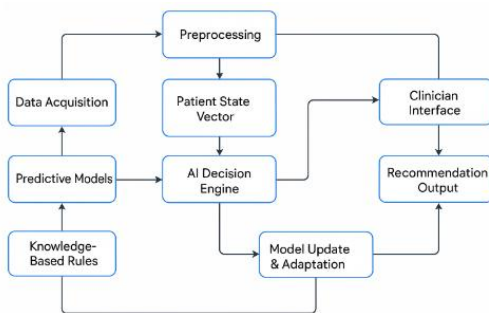 Preprocessing
Data Acquisition
Patient State
Vector
Clinician
Interface
Predictive Models
AI Decision
Engine
Recommendation
Output
Knowledge-
Based Rules
Model Update
& Adaptation